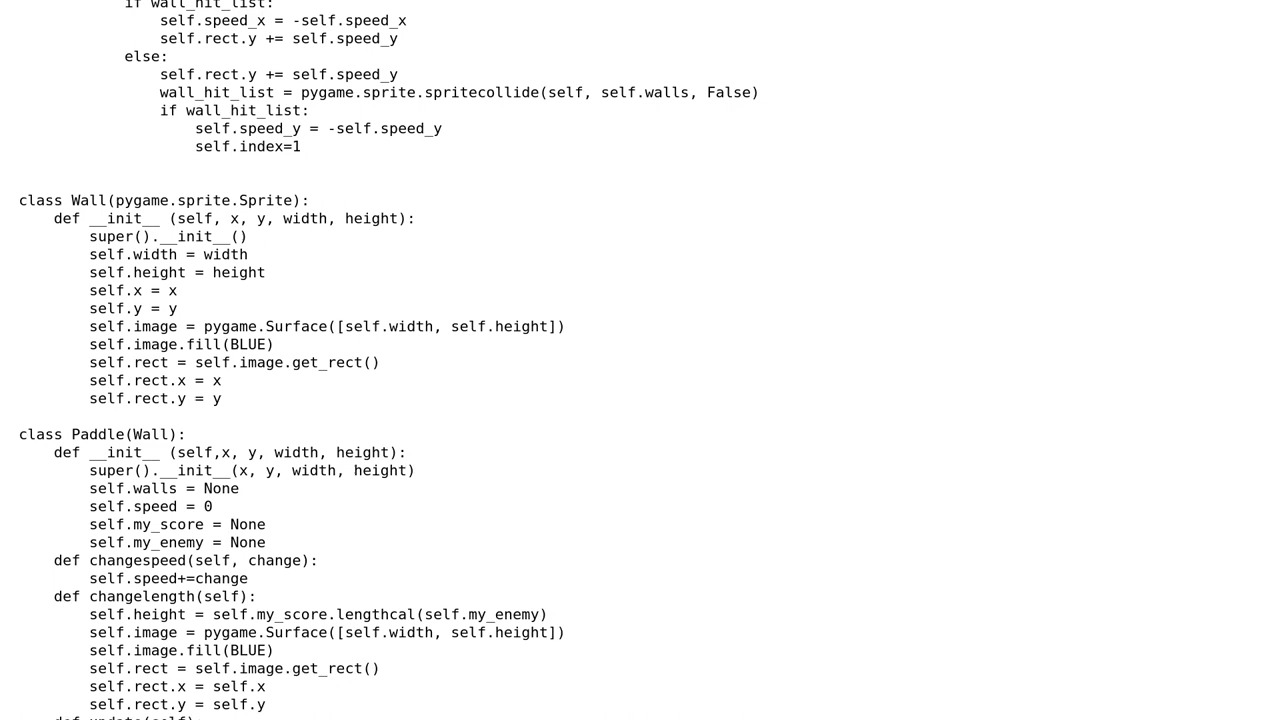 if wall_hit_list:
                self.speed_x = -self.speed_x
                self.rect.y += self.speed_y
            else:
                self.rect.y += self.speed_y
                wall_hit_list = pygame.sprite.spritecollide(self, self.walls, False)
                if wall_hit_list:
                    self.speed_y = -self.speed_y
                    self.index=1


class Wall(pygame.sprite.Sprite):
    def __init__ (self, x, y, width, height):
        super().__init__()
        self.width = width
        self.height = height
        self.x = x
        self.y = y
        self.image = pygame.Surface([self.width, self.height])
        self.image.fill(BLUE)
        self.rect = self.image.get_rect()
        self.rect.x = x
        self.rect.y = y

class Paddle(Wall):
    def __init__ (self,x, y, width, height):
        super().__init__(x, y, width, height)
        self.walls = None
        self.speed = 0
        self.my_score = None
        self.my_enemy = None
    def changespeed(self, change):
        self.speed+=change
    def changelength(self):
        self.height = self.my_score.lengthcal(self.my_enemy)
        self.image = pygame.Surface([self.width, self.height])
        self.image.fill(BLUE)
        self.rect = self.image.get_rect()
        self.rect.x = self.x
        self.rect.y = self.y
    def update(self):